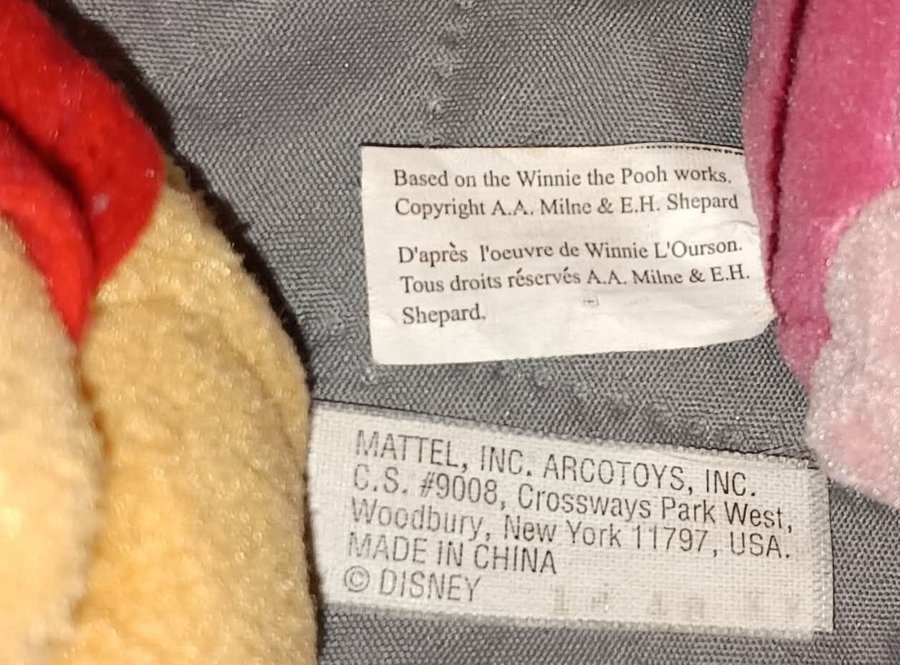 Based on the Winnie the Pooh works.
Copyright A.A. Milne & E.H. Shepard
D'après l'oeuvre de Winnie L'Ourson.
Tous droits réservés A.A. Milne & E.H.
Shepard.
MATTEL, INC. ARCOTOYS, INC.
C.S. #9008, Crossways Park West,
Woodbury, New York 11797, USA.
MADE IN CHINA
© DISNEY